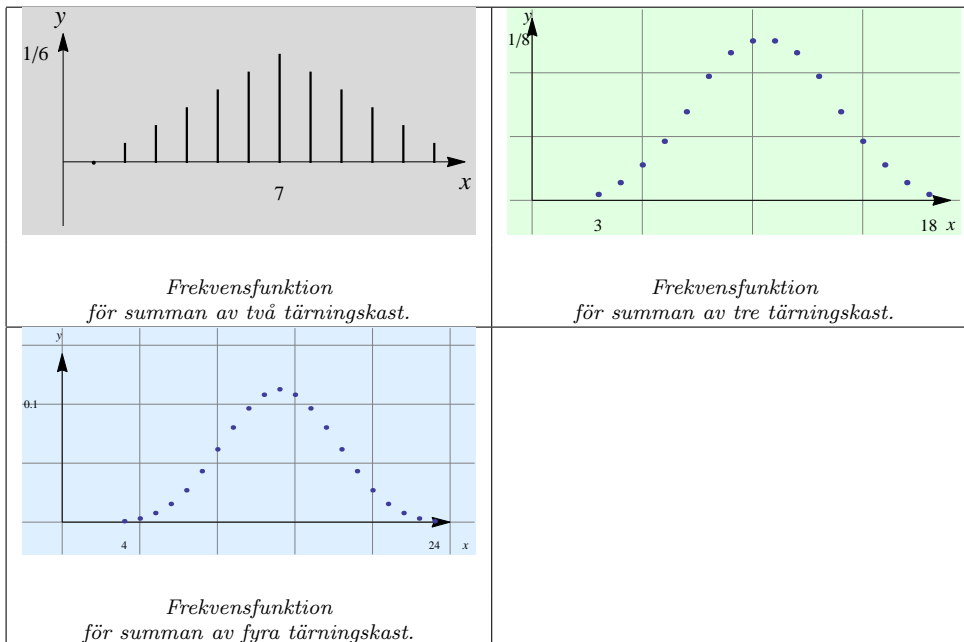 y
1/6
x
7
Frekvensfunktion
för summan av två tärningskast.
y
1/8
3
18 x
Frekvensfunktion
för summan av tre tärningskast.
y
0.1
4
24 x
Frekvensfunktion
för summan av fyra tärningskast.